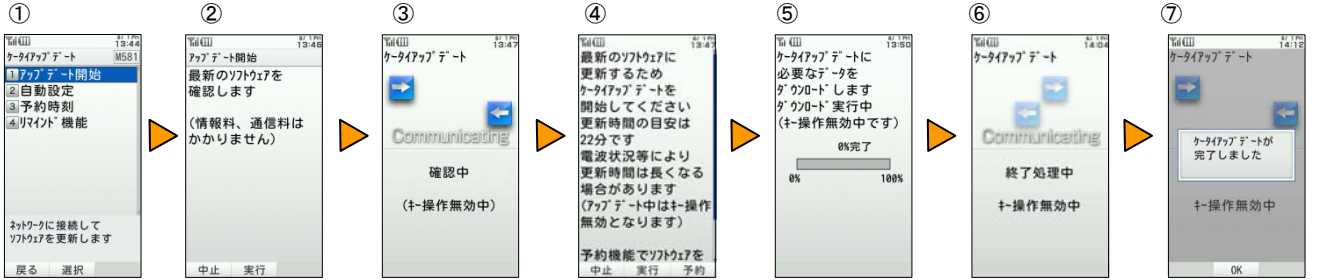 ①
13:44
ｹｰﾀｲｱｯﾌﾟﾃﾞｰﾄ M581
1 ｱｯﾌﾟﾃﾞｰﾄ開始
2 自動設定
3 予約時刻
4 ﾘﾏｲﾝﾄﾞ機能
ﾈｯﾄﾜｰｸに接続して
ｿﾌﾄｳｪｱを更新します
戻る 選択
②
13:46
ｱｯﾌﾟﾃﾞｰﾄ開始
最新のｿﾌﾄｳｪｱを
確認します
(情報料、通信料は
かかりません)
中止 実行
③
13:47
ｹｰﾀｲｱｯﾌﾟﾃﾞｰﾄ
Communicating
確認中
(ｷｰ操作無効中)
④
13:47
最新のｿﾌﾄｳｪｱに
更新するため
ｹｰﾀｲｱｯﾌﾟﾃﾞｰﾄを
開始してください
更新時間の目安は
22分です
電波状況等により
更新時間は長くなる
場合があります
(ｱｯﾌﾟﾃﾞｰﾄ中はｷｰ操作
無効となります)
予約機能でｿﾌﾄｳｪｱを
中止 実行 予約
⑤
13:50
ｹｰﾀｲｱｯﾌﾟﾃﾞｰﾄに
必要なﾃﾞｰﾀを
ﾀﾞｳﾝﾛｰﾄﾞします
ﾀﾞｳﾝﾛｰﾄﾞ実行中
(ｷｰ操作無効中です)
0%完了
0% 100%
⑥
14:04
ｹｰﾀｲｱｯﾌﾟﾃﾞｰﾄ
Communicating
終了処理中
ｷｰ操作無効中
⑦
14:12
ｹｰﾀｲｱｯﾌﾟﾃﾞｰﾄ
ｹｰﾀｲｱｯﾌﾟﾃﾞｰﾄが
完了しました
ｷｰ操作無効中
OK